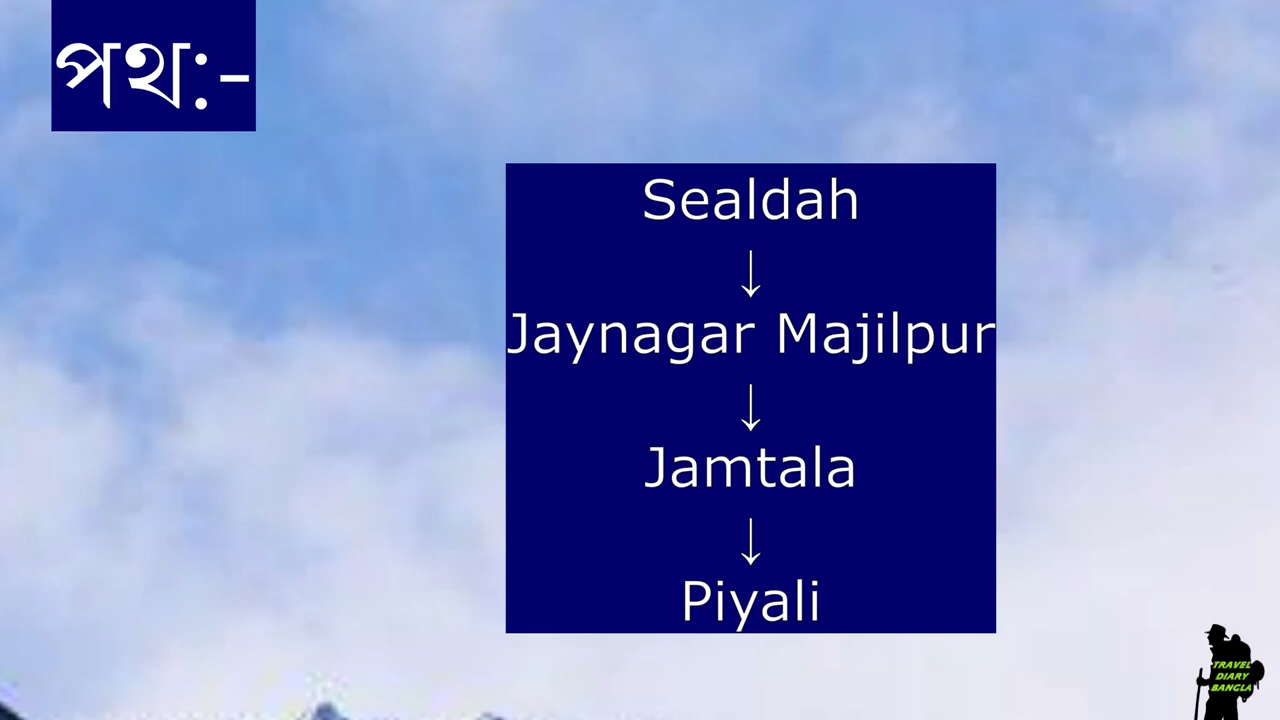 পথ:-
Sealdah
↓
Jaynagar Majilpur
↓
Jamtala
↓
Piyali
TRAVEL
DIARY
BANGLA